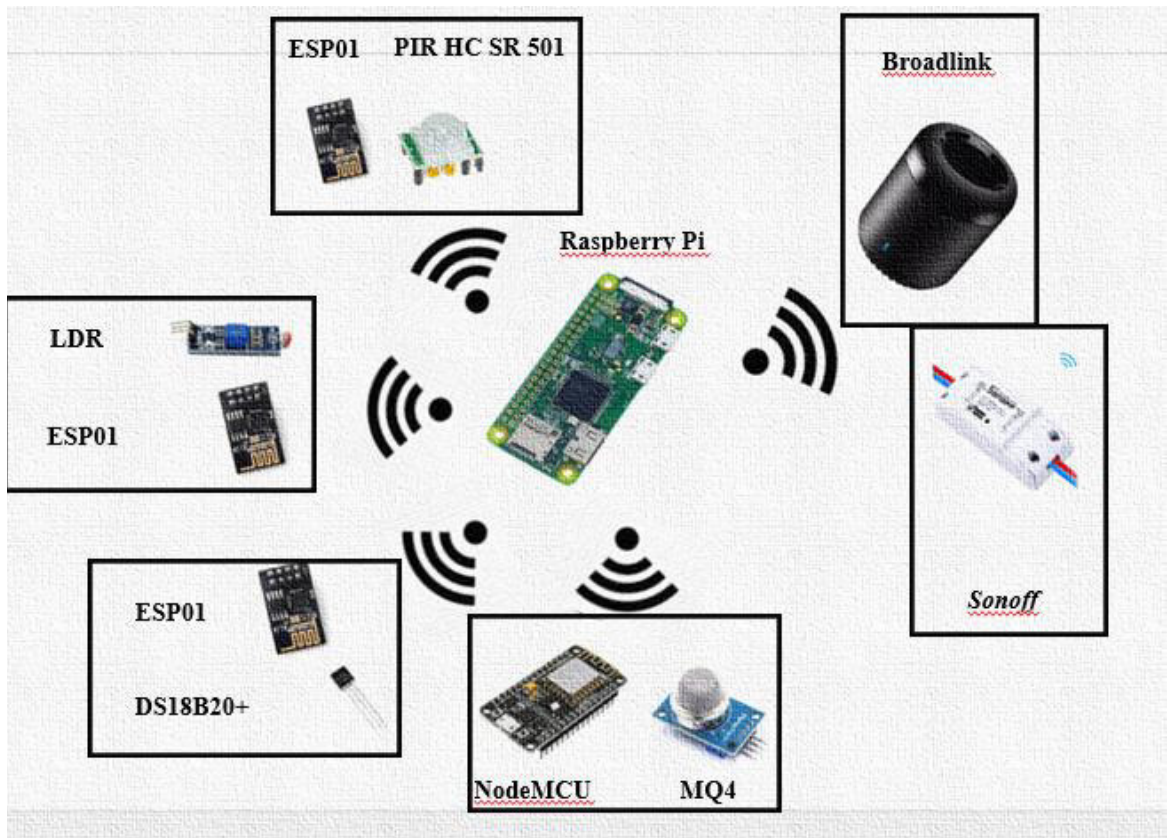 ESP01 PIR HC SR 501
Broadlink
Raspberry Pi
LDR
ESP01
Sonoff
ESP01
DS18B20+
NodeMCU MQ4